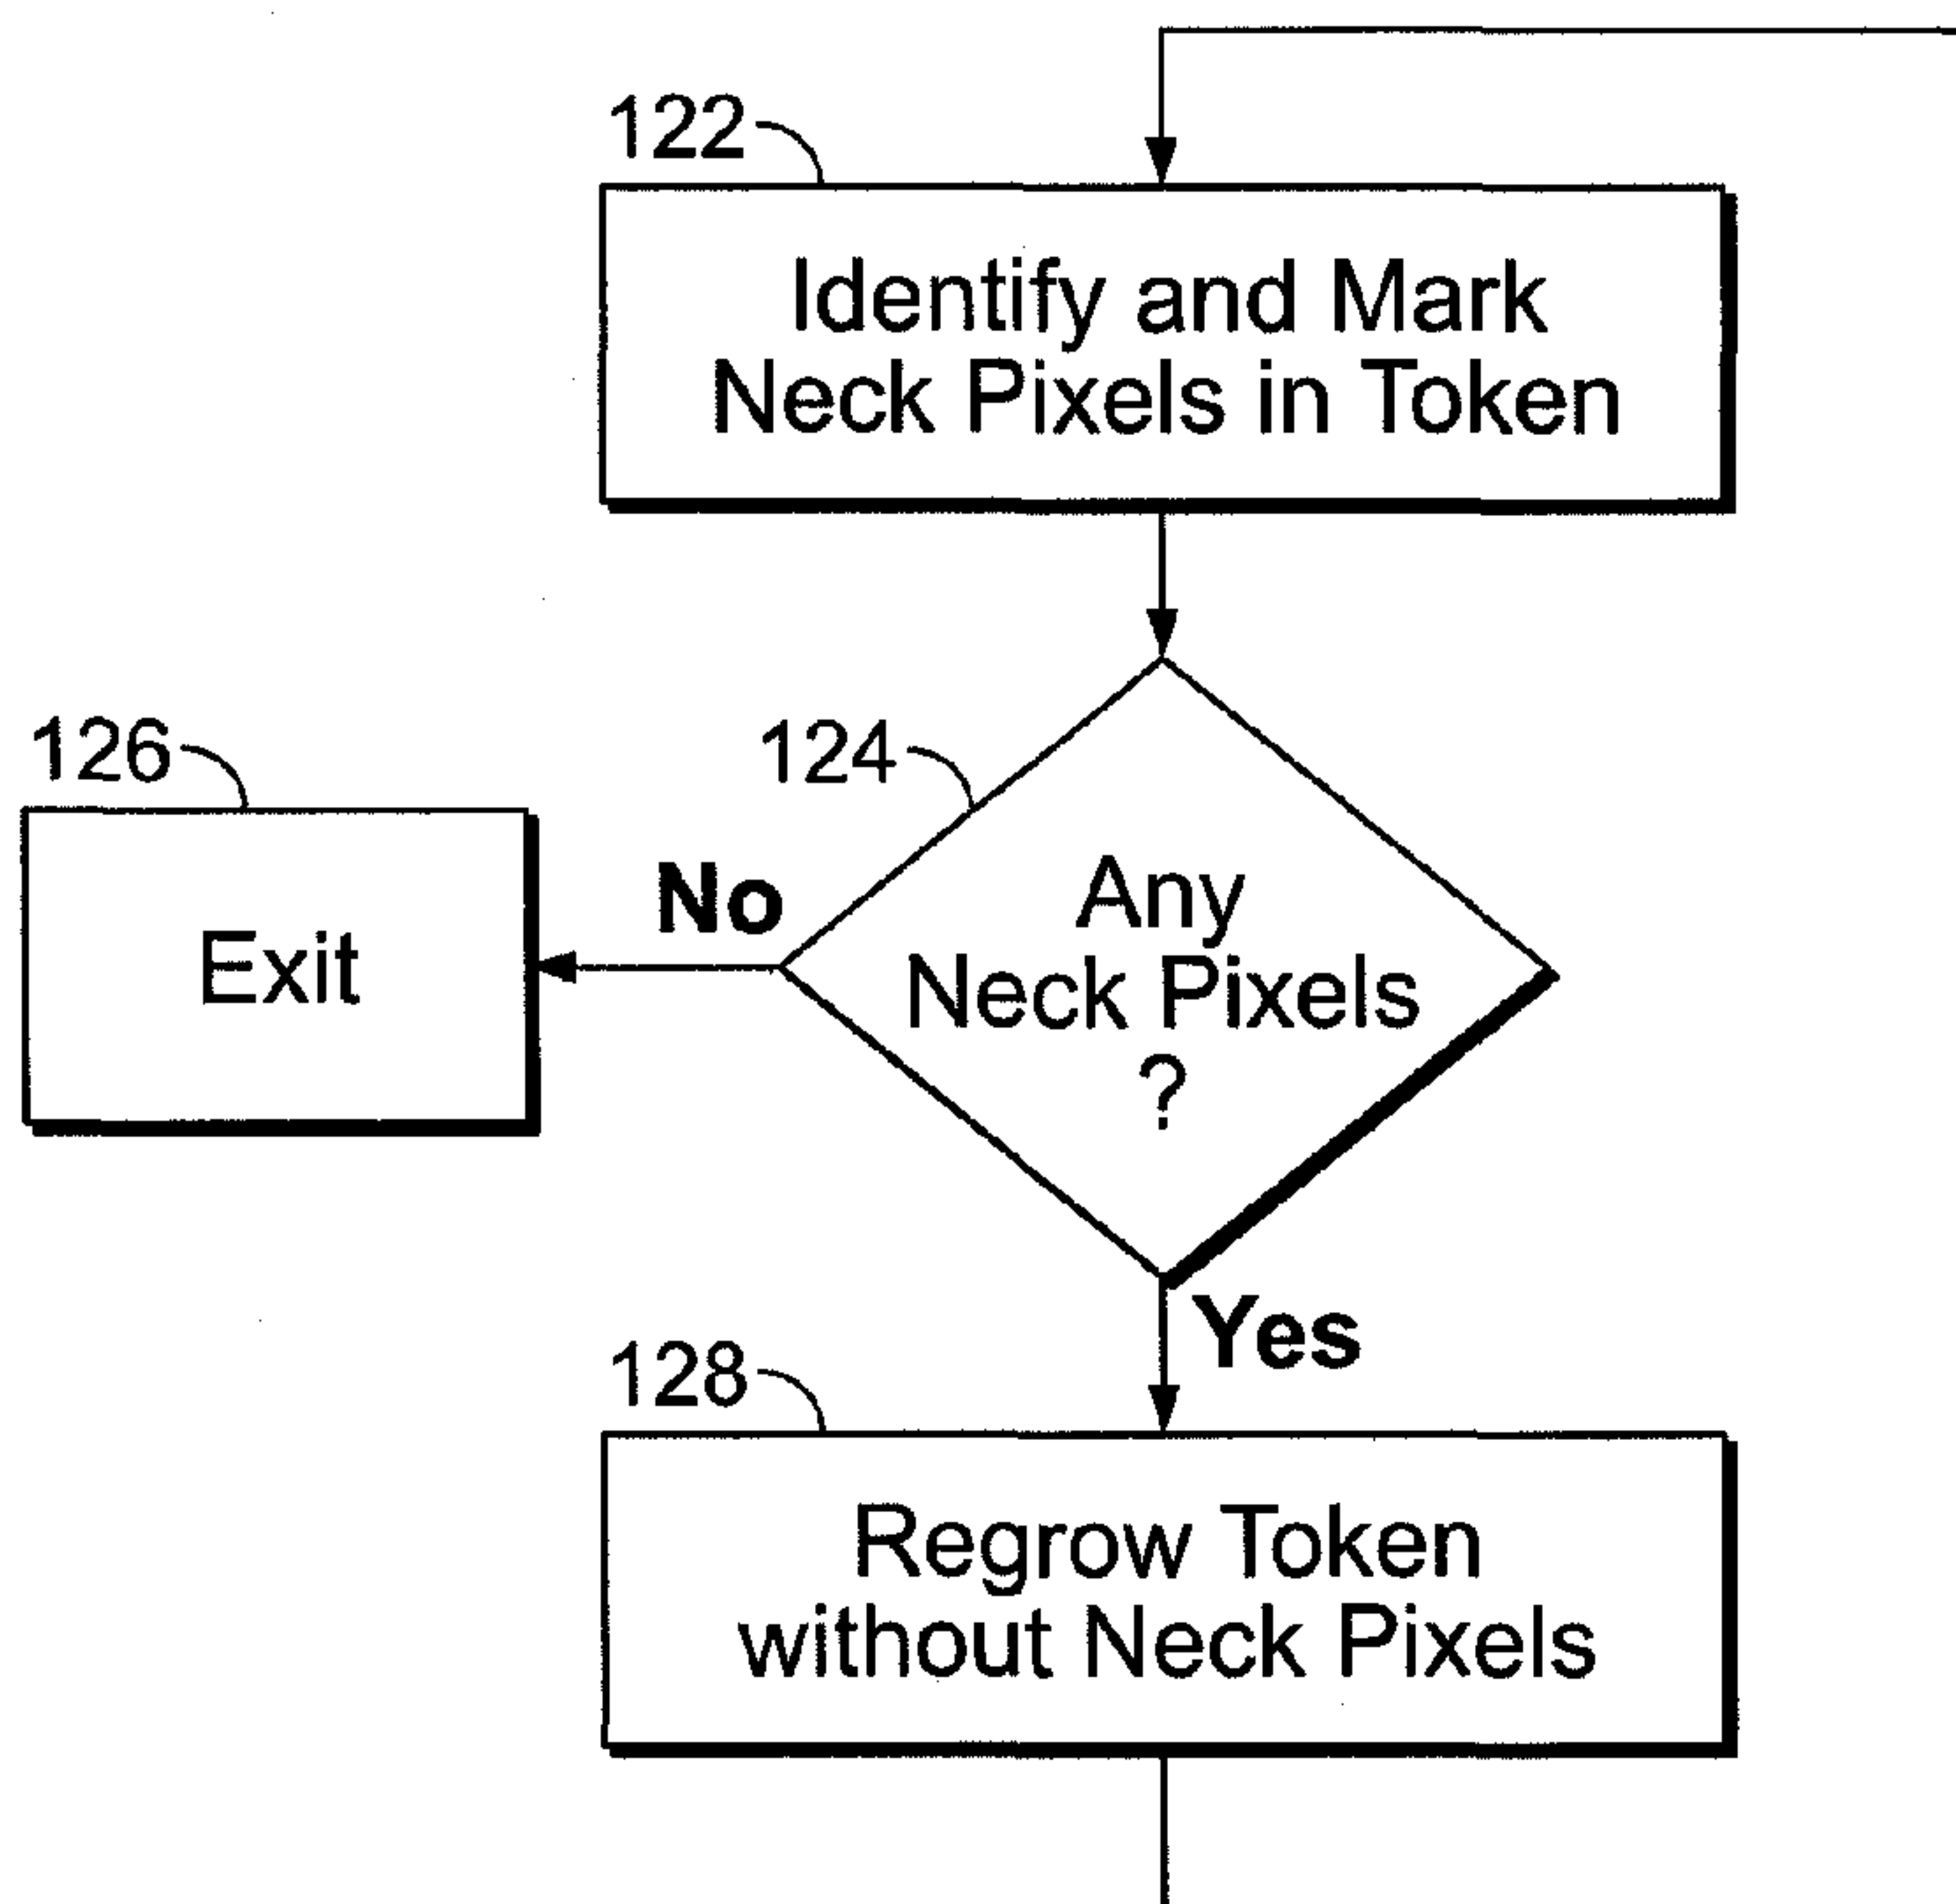 122
Identify and Mark
Neck Pixels in Token
126
124
No
Any
Neck Pixels
?
Exit
Yes
128
Regrow Token
without Neck Pixels